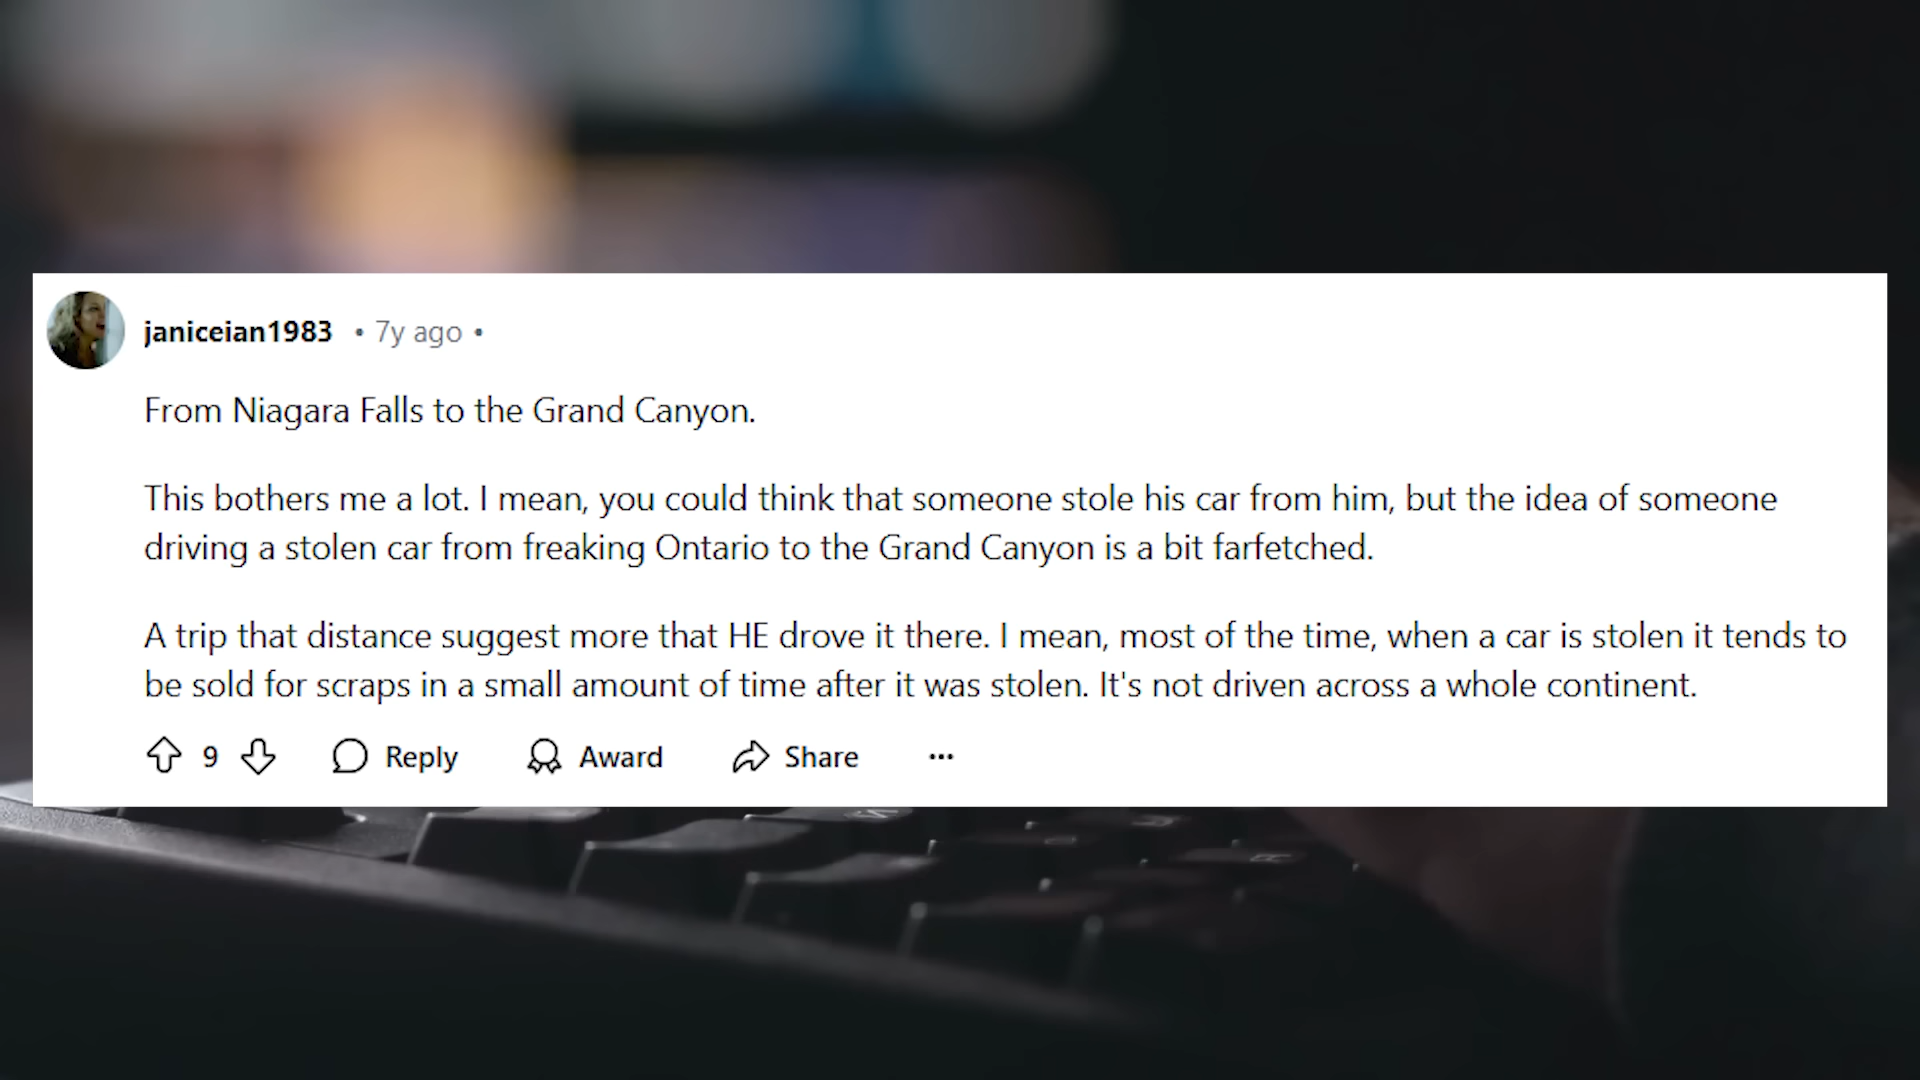 janiceian1983 • 7y ago •
From Niagara Falls to the Grand Canyon.
This bothers me a lot. I mean, you could think that someone stole his car from him, but the idea of someone
driving a stolen car from freaking Ontario to the Grand Canyon is a bit farfetched.
A trip that distance suggest more that HE drove it there. I mean, most of the time, when a car is stolen it tends to
be sold for scraps in a small amount of time after it was stolen. It's not driven across a whole continent.
9 Reply Award Share ...